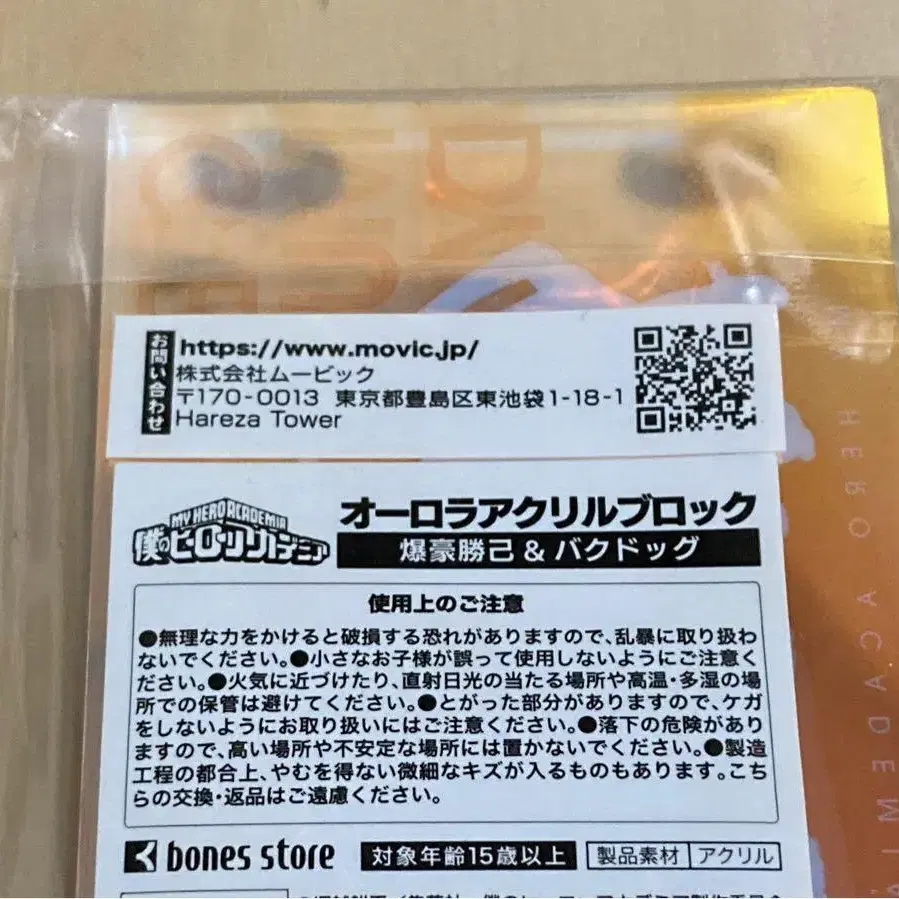 お問い合わせ
https://www.movic.jp/
株式会社ムービック
〒170-0013 東京都豊島区東池袋1-18-1
Hareza Tower
MY HERO ACADEMIA
僕のヒーローアカデミア
オーロラアクリルブロック
爆豪勝己 & バクドッグ
使用上のご注意
●無理な力をかけると破損する恐れがありますので、乱暴に取り扱わ
ないでください。●小さなお子様が誤って使用しないようにご注意く
ださい。●火気に近づけたり、直射日光の当たる場所や高温・多湿の場
所での保管は避けてください。●とがった部分がありますので、ケガ
をしないようにお取り扱いにはご注意ください。●落下の危険があり
ますので、高い場所や不安定な場所には置かないでください。●製造
工程の都合上、やむを得ない微細なキズが入るものもあります。こち
らの交換・返品はご遠慮ください。
bones store
対象年齢15歳以上
製品素材 アクリル
HERO ACADEMIA